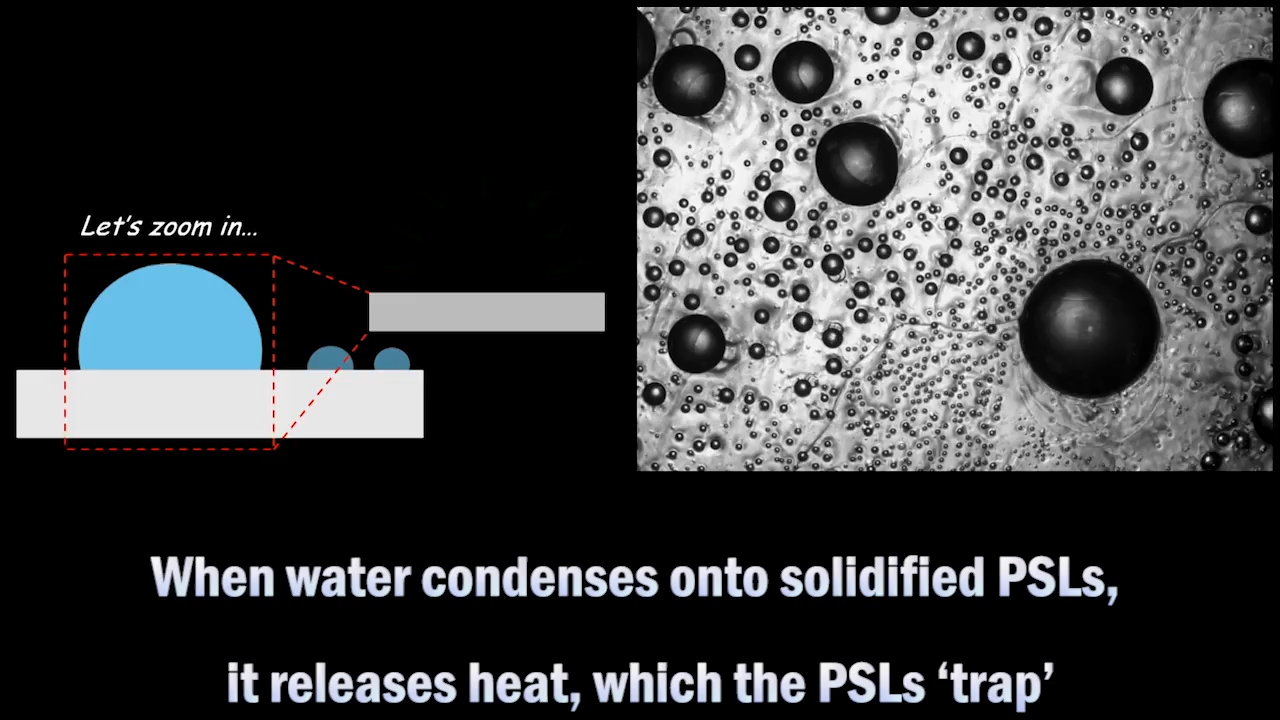 Let's zoom in...
When water condenses onto solidified PSLs,
it releases heat, which the PSLs ‘trap’